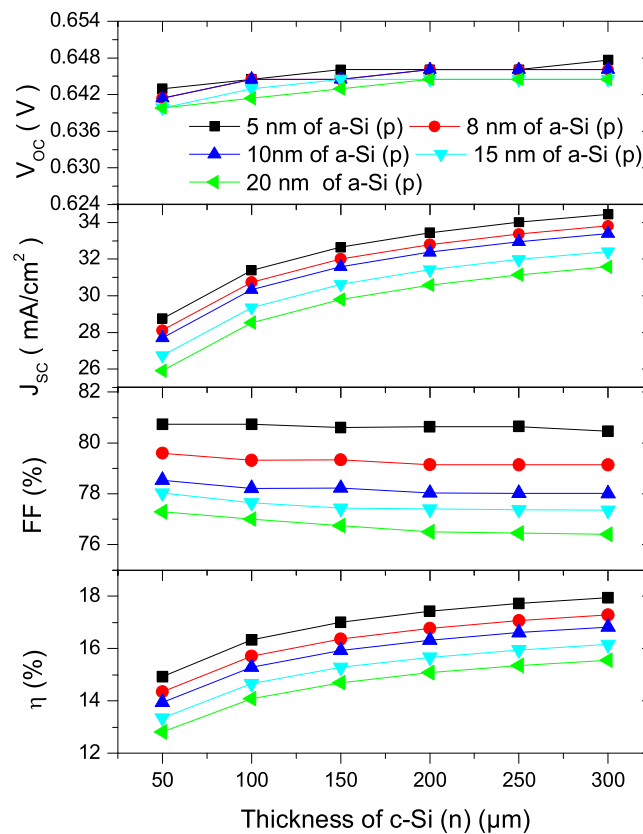 0.654
0.648
0.642
0.636
0.630
0.624
V_OC ( V )
5 nm of a-Si (p)
8 nm of a-Si (p)
10nm of a-Si (p)
15 nm of a-Si (p)
20 nm  of a-Si (p)
34
32
30
28
26
J_SC ( mA/cm²)
82
80
78
76
FF (%)
18
16
14
12
η (%)
50 100 150 200 250 300
Thickness of c-Si (n) (µm)